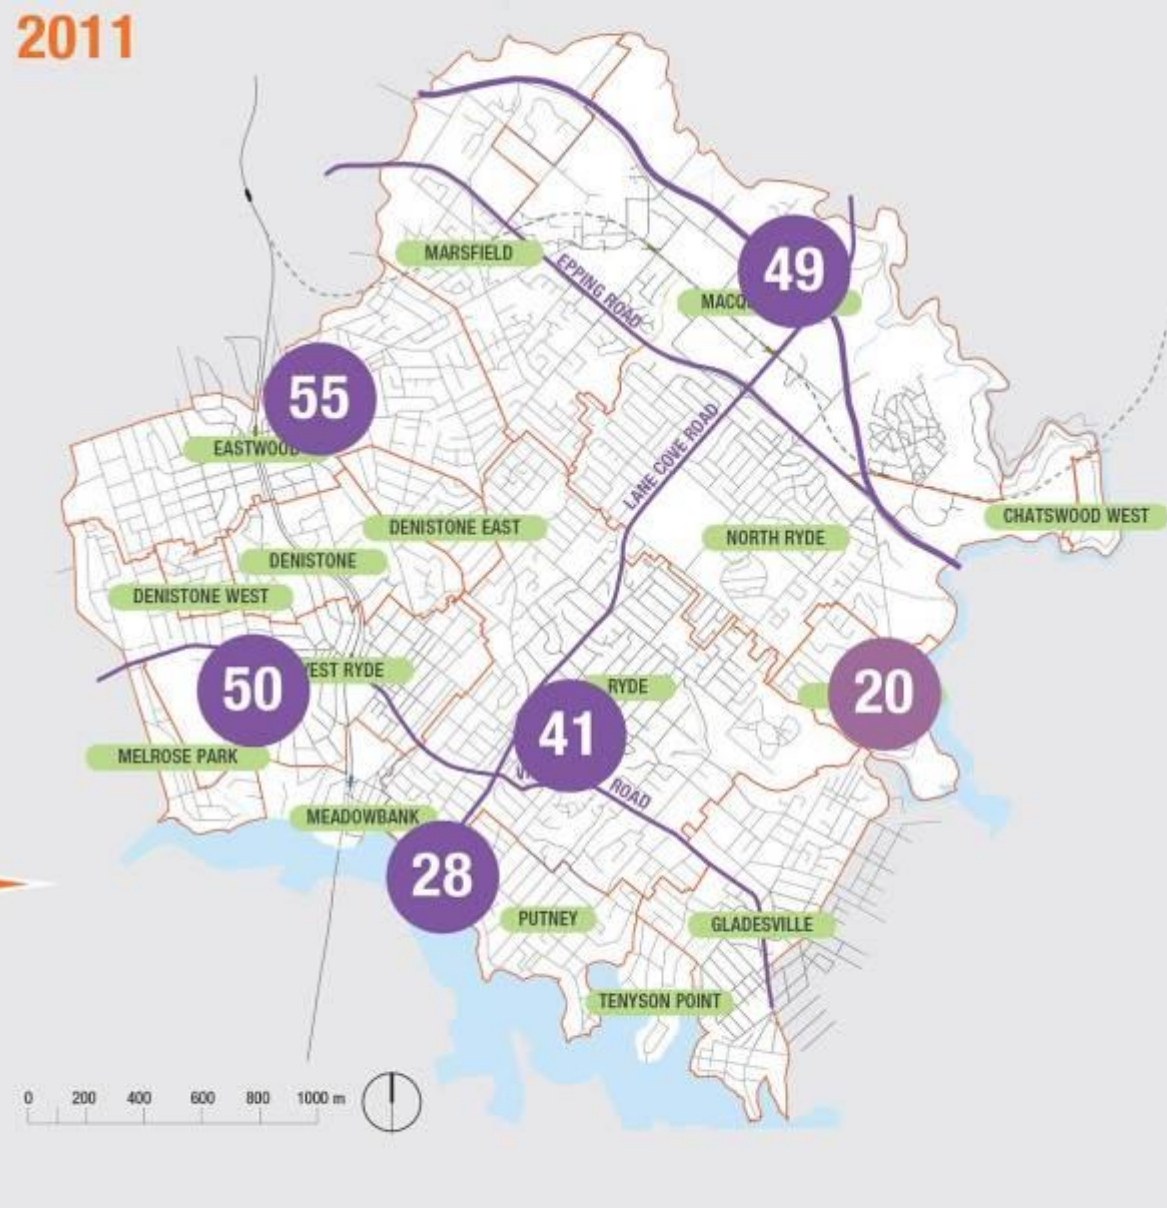 2011
MARSFIELD
EPPING ROAD
49
MACQ
55
EASTWOOD
LANE COVE ROAD
DENISTONE EAST
CHATSWOOD WEST
NORTH RYDE
DENISTONE
DENISTONE WEST
50
WEST RYDE
RYDE
20
41
MELROSE PARK
ROAD
MEADOWBANK
28
PUTNEY
GLADESVILLE
TENYSON POINT
0 200 400 600 800 1000 m